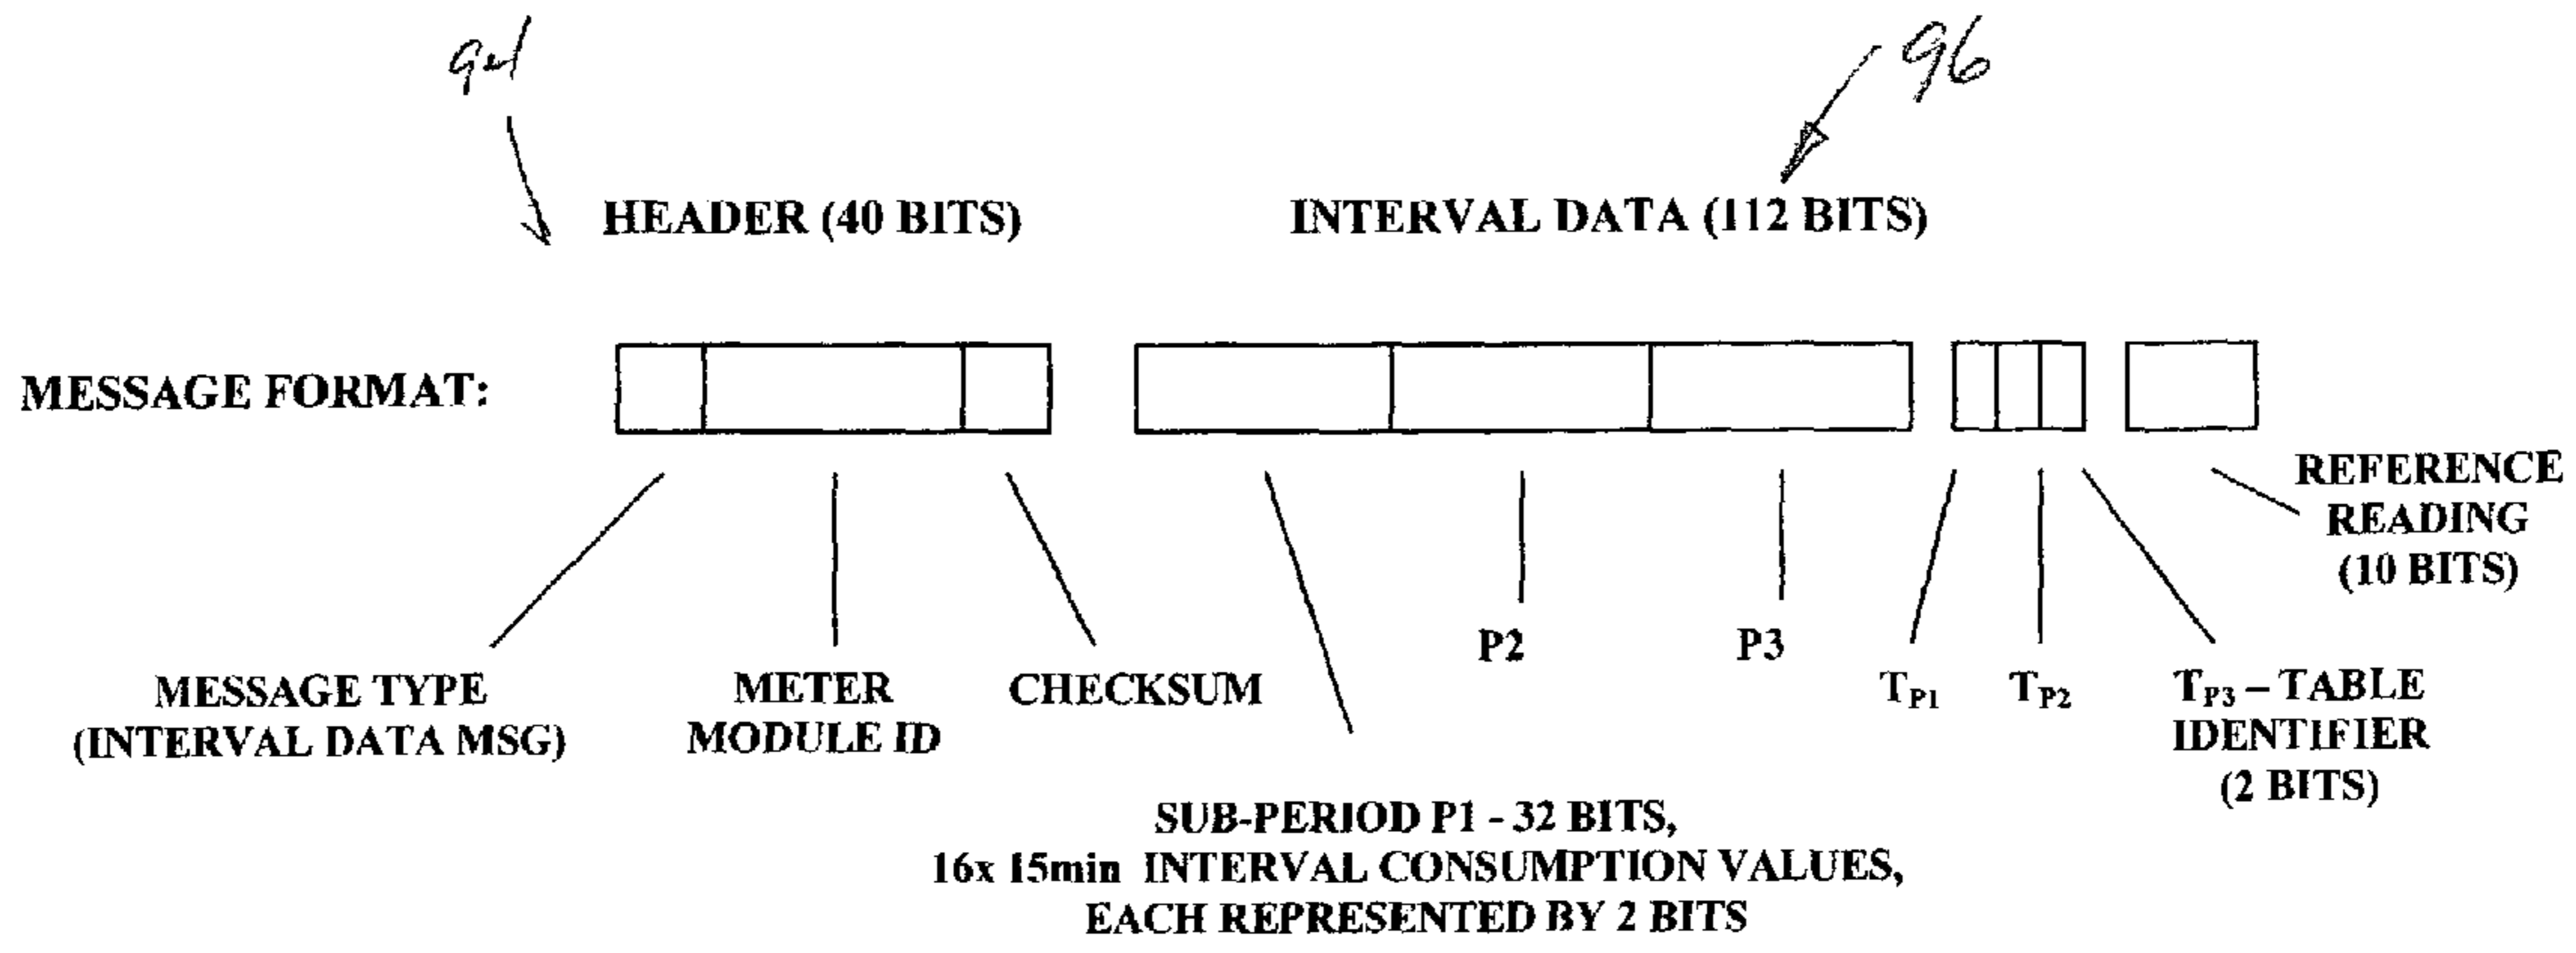 96
HEADER (40 BITS)
INTERVAL DATA (112 BITS)
MESSAGE FORMAT:
REFERENCE
READING
(10 BITS)
P2
P3
MESSAGE TYPE
(INTERVAL DATA MSG)
METER
MODULE ID
CHECKSUM
TP1
TP2
TP3 – TABLE
IDENTIFIER
(2 BITS)
SUB-PERIOD P1 - 32 BITS,
16x 15min INTERVAL CONSUMPTION VALUES,
EACH REPRESENTED BY 2 BITS